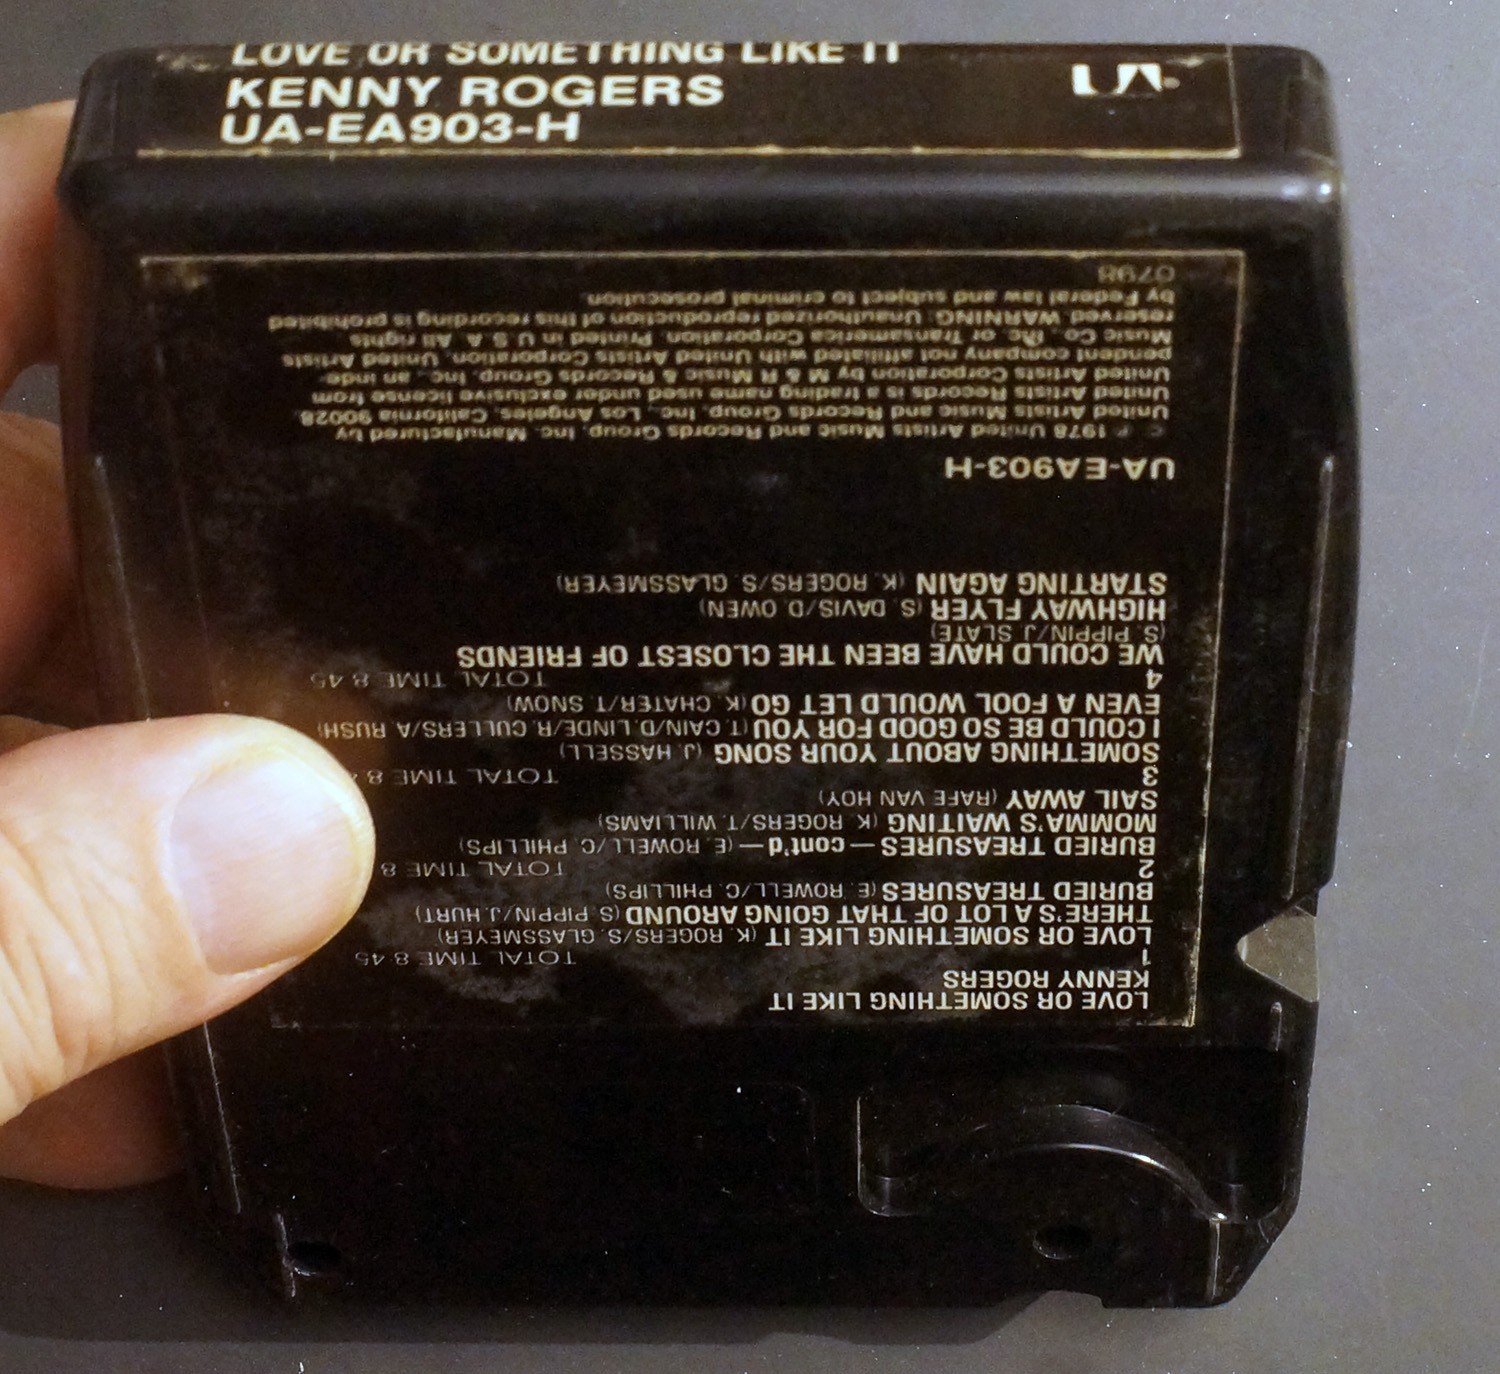 LOVE OR SOMETHING LIKE IT
KENNY ROGERS
UA-EA903-H
UA
LOVE OR SOMETHING LIKE IT
KENNY ROGERS
1 TOTAL TIME 8:45
LOVE OR SOMETHING LIKE IT (K. ROGERS/S. GLASSMEYER)
THERE'S A LOT OF THAT GOING AROUND (S. PIPPIN/J. HURT)
BURIED TREASURES (E. ROWELL/C. PHILLIPS)
2 TOTAL TIME 8
BURIED TREASURES — cont'd — (E. ROWELL/C. PHILLIPS)
MOMMA'S WAITING (K. ROGERS/T. WILLIAMS)
SAIL AWAY (RAFE VAN HOY)
3 TOTAL TIME 8
SOMETHING ABOUT YOUR SONG (J. HASSELL)
I COULD BE SO GOOD FOR YOU (T. CAIN/D. LINDE/R. CULLERS/A. RUSH)
EVEN A FOOL WOULD LET GO (K. CHATER/T. SNOW)
4 TOTAL TIME 8:45
WE COULD HAVE BEEN THE CLOSEST OF FRIENDS
(S. PIPPIN/J. SLATE)
HIGHWAY FLYER (S. DAVIS/D. OWEN)
STARTING AGAIN (K. ROGERS/S. GLASSMEYER)
UA-EA903-H
© ℗ 1978 United Artists Music and Records Group, Inc. Manufactured by
United Artists Music and Records Group, Inc., Los Angeles, California 90028.
United Artists Records is a trading name used under exclusive license from
United Artists Corporation by M & R Music & Records Group, Inc., an inde-
pendent company not affiliated with United Artists Corporation, United Artists
Music Co., Inc. or Transamerica Corporation. Printed in U.S.A. All rights
reserved. WARNING: Unauthorized reproduction of this recording is prohibited
by Federal law and subject to criminal prosecution.
0798